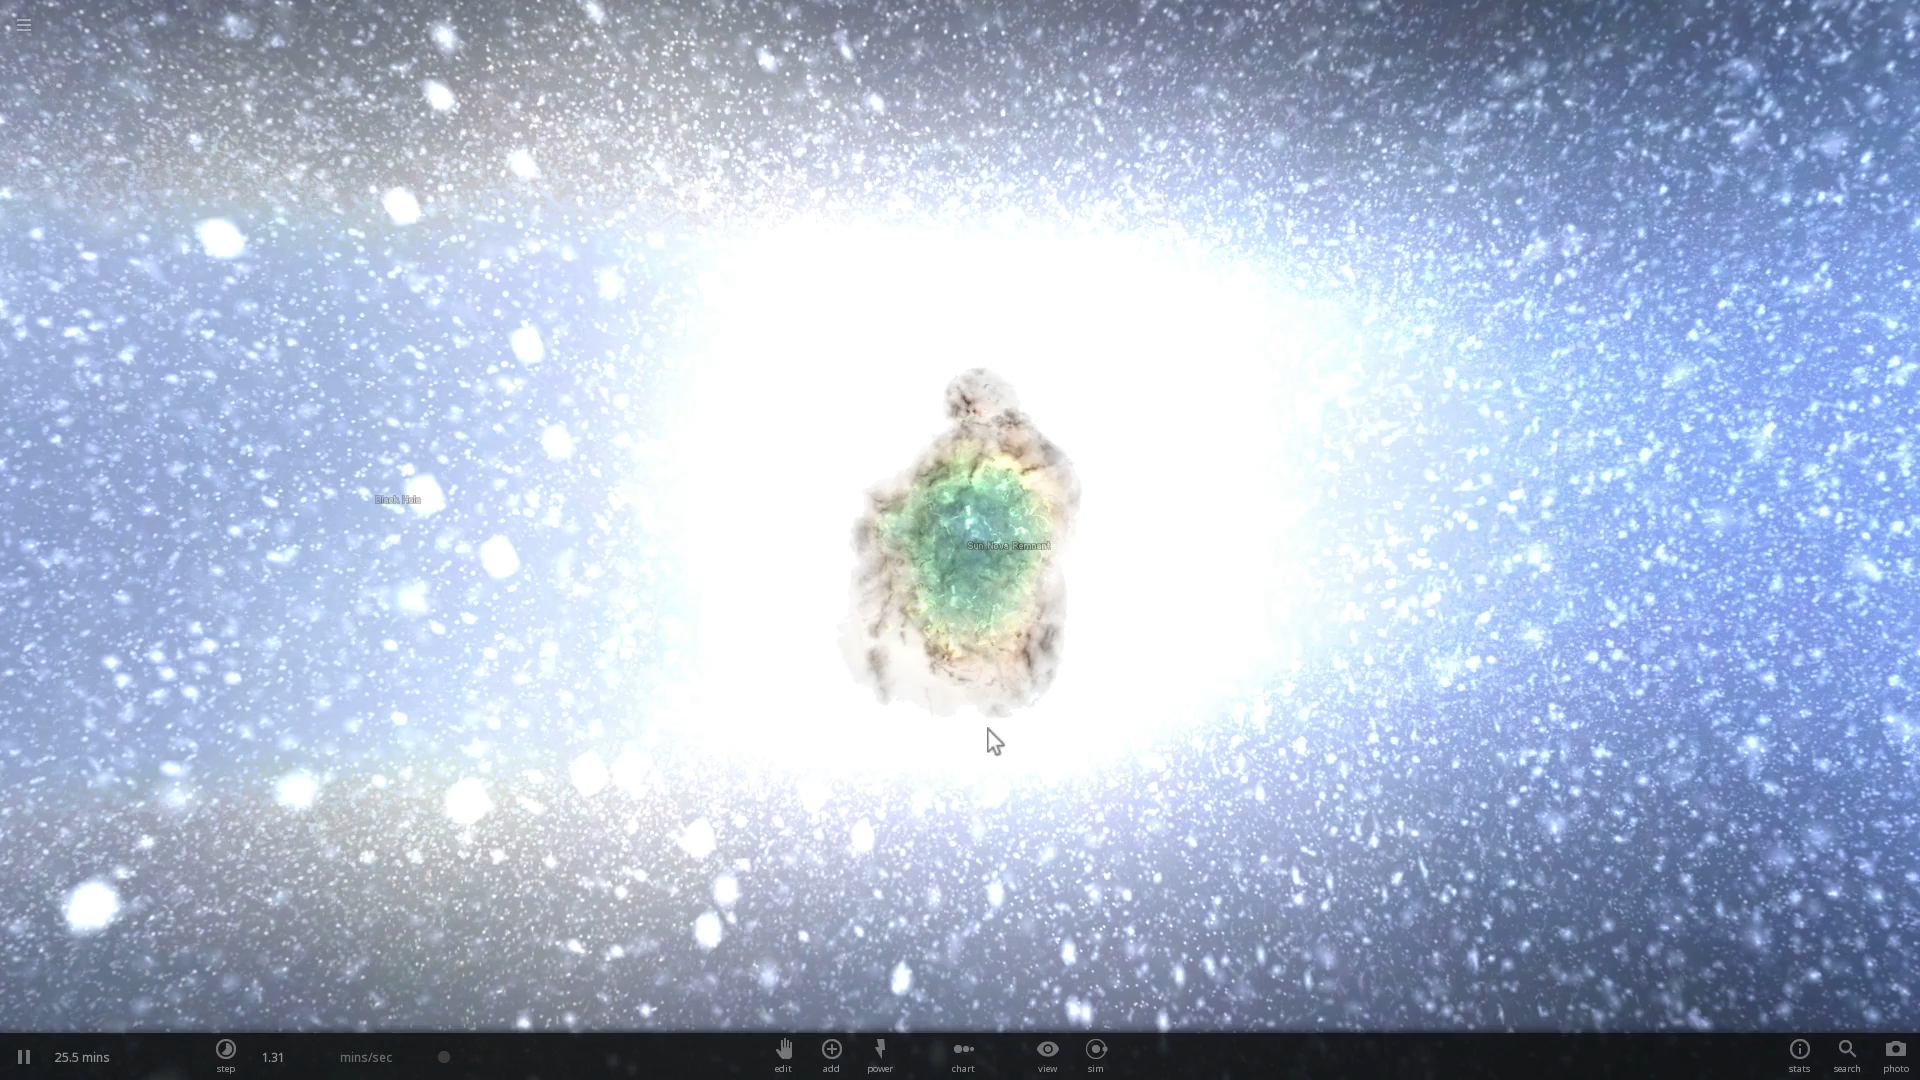 Black Hole
Sun Nova Remnant
25.5 mins
step
1.31
mins/sec
edit
add
power
chart
view
sim
stats
search
photo